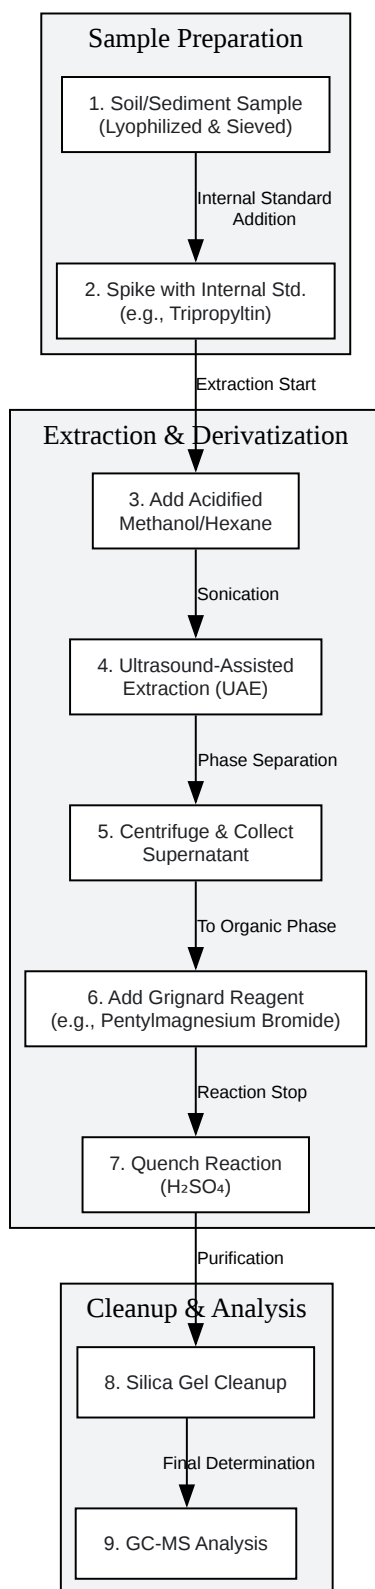 Sample Preparation
1. Soil/Sediment Sample
(Lyophilized & Sieved)
Internal Standard
Addition
2. Spike with Internal Std.
(e.g., Tripropyltin)
Extraction Start
Extraction & Derivatization
3. Add Acidified
Methanol/Hexane
Sonication
4. Ultrasound-Assisted
Extraction (UAE)
Phase Separation
5. Centrifuge & Collect
Supernatant
To Organic Phase
6. Add Grignard Reagent
(e.g., Pentylmagnesium Bromide)
Reaction Stop
7. Quench Reaction
(H₂SO₄)
Purification
Cleanup & Analysis
8. Silica Gel Cleanup
Final Determination
9. GC-MS Analysis